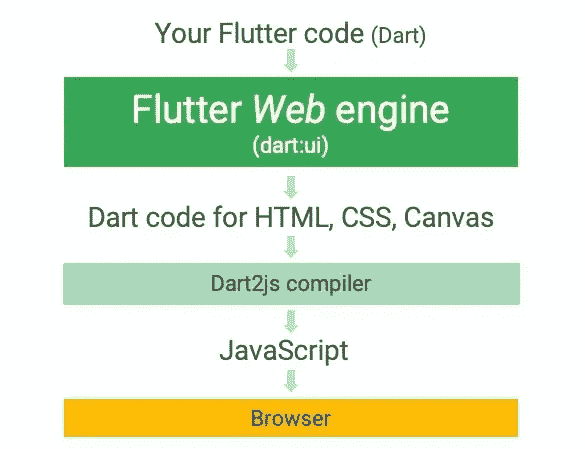 Your Flutter code (Dart)
Flutter Web engine
(dart:ui)
Dart code for HTML, CSS, Canvas
Dart2js compiler
JavaScript
Browser